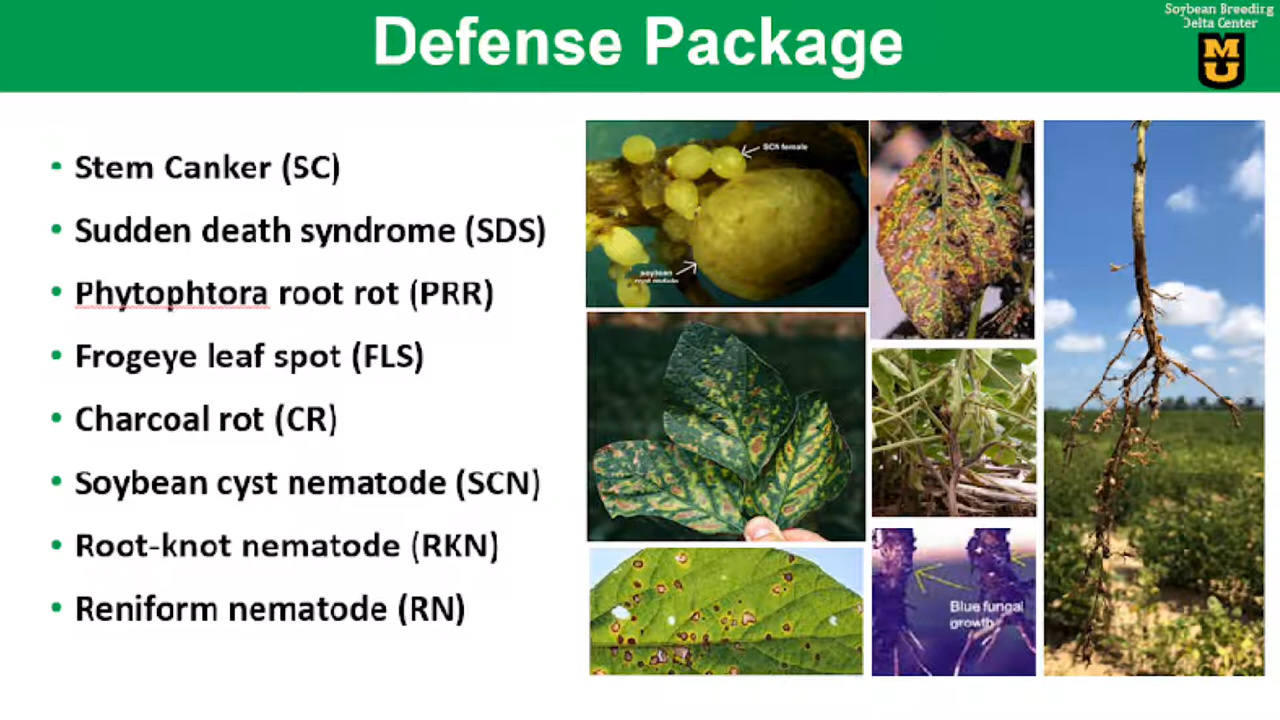 Defense Package
Soybean Breeding
Delta Center
MU
• Stem Canker (SC)
• Sudden death syndrome (SDS)
• Phytophtora root rot (PRR)
• Frogeye leaf spot (FLS)
• Charcoal rot (CR)
• Soybean cyst nematode (SCN)
• Root-knot nematode (RKN)
• Reniform nematode (RN)
SCN female
soybean
root nodule
Blue fungal
growth